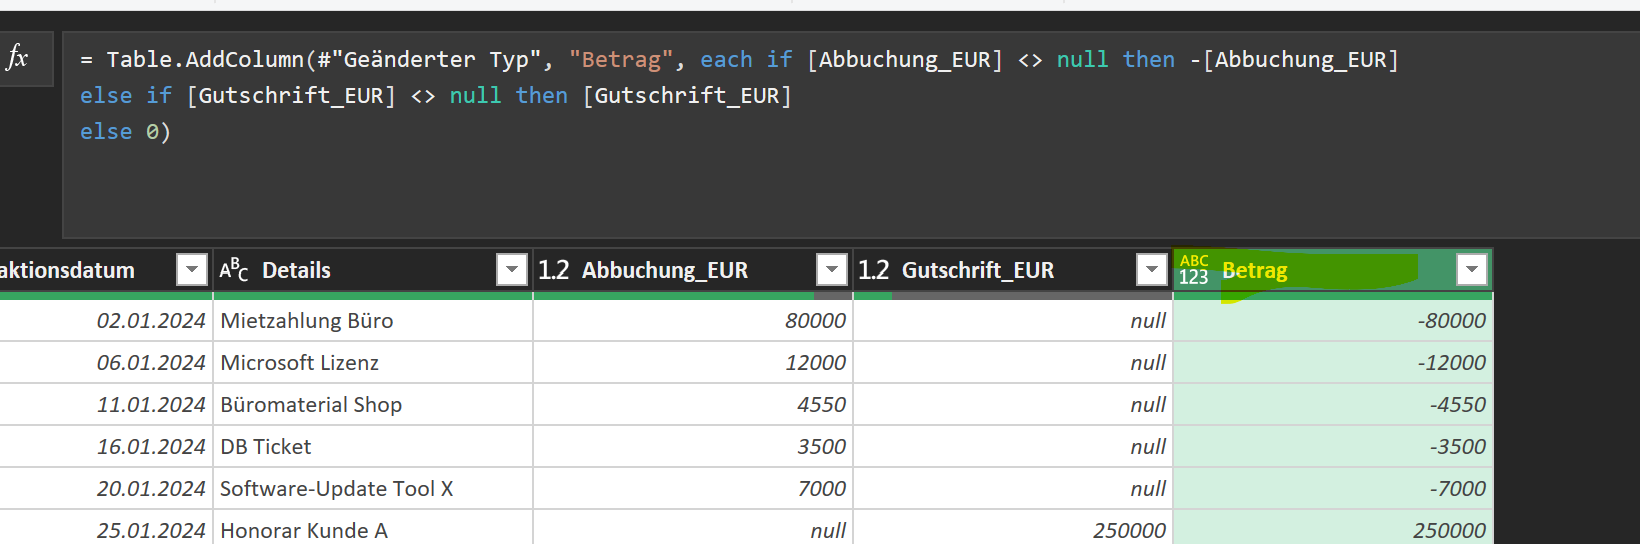 fx
= Table.AddColumn(#"Geänderter Typ", "Betrag", each if [Abbuchung_EUR] <> null then -[Abbuchung_EUR]
else if [Gutschrift_EUR] <> null then [Gutschrift_EUR]
else 0)
aktionsdatum ABC Details 1.2 Abbuchung_EUR 1.2 Gutschrift_EUR ABC 123 Betrag
02.01.2024 Mietzahlung Büro 80000 null -80000
06.01.2024 Microsoft Lizenz 12000 null -12000
11.01.2024 Büromaterial Shop 4550 null -4550
16.01.2024 DB Ticket 3500 null -3500
20.01.2024 Software-Update Tool X 7000 null -7000
25.01.2024 Honorar Kunde A null 250000 250000